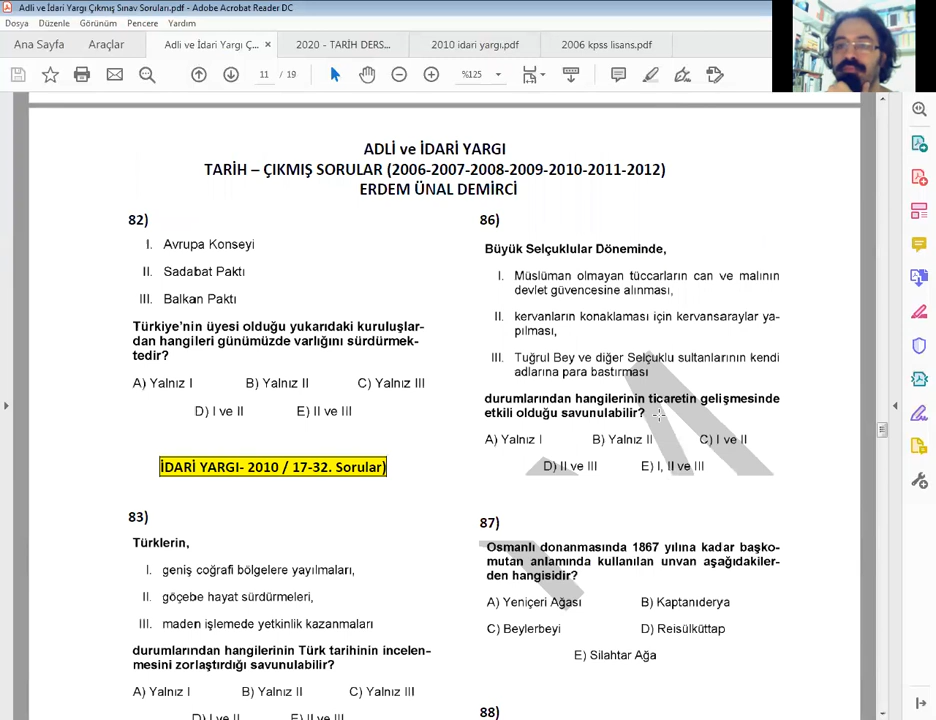 Adli ve İdari Yargı Çıkmış Sınav Soruları.pdf - Adobe Acrobat Reader DC
Dosya Düzenle Görünüm Pencere Yardım
Ana Sayfa Araçlar Adli ve İdari Yargı Ç... × 2020 - TARİH DERS... 2010 idari yargı.pdf 2006 kpss lisans.pdf
11 / 19 %125
ADLİ ve İDARİ YARGI
TARİH – ÇIKMIŞ SORULAR (2006-2007-2008-2009-2010-2011-2012)
ERDEM ÜNAL DEMİRCİ
82)
I. Avrupa Konseyi
II. Sadabat Paktı
III. Balkan Paktı
Türkiye'nin üyesi olduğu yukarıdaki kuruluşlar-
dan hangileri günümüzde varlığını sürdürmek-
tedir?
A) Yalnız I B) Yalnız II C) Yalnız III
D) I ve II E) II ve III
İDARİ YARGI- 2010 / 17-32. Sorular)
83)
Türklerin,
I. geniş coğrafi bölgelere yayılmaları,
II. göçebe hayat sürdürmeleri,
III. maden işlemede yetkinlik kazanmaları
durumlarından hangilerinin Türk tarihinin incelen-
mesini zorlaştırdığı savunulabilir?
A) Yalnız I B) Yalnız II C) Yalnız III
D) I ve II E) II ve III
86)
Büyük Selçuklular Döneminde,
I. Müslüman olmayan tüccarların can ve malının
devlet güvencesine alınması,
II. kervanların konaklaması için kervansaraylar ya-
pılması,
III. Tuğrul Bey ve diğer Selçuklu sultanlarının kendi
adlarına para bastırması
durumlarından hangilerinin ticaretin gelişmesinde
etkili olduğu savunulabilir?
A) Yalnız I B) Yalnız II C) I ve II
D) II ve III E) I, II ve III
87)
Osmanlı donanmasında 1867 yılına kadar başko-
mutan anlamında kullanılan unvan aşağıdakiler-
den hangisidir?
A) Yeniçeri Ağası B) Kaptanıderya
C) Beylerbeyi D) Reisülküttap
E) Silahtar Ağa
88)